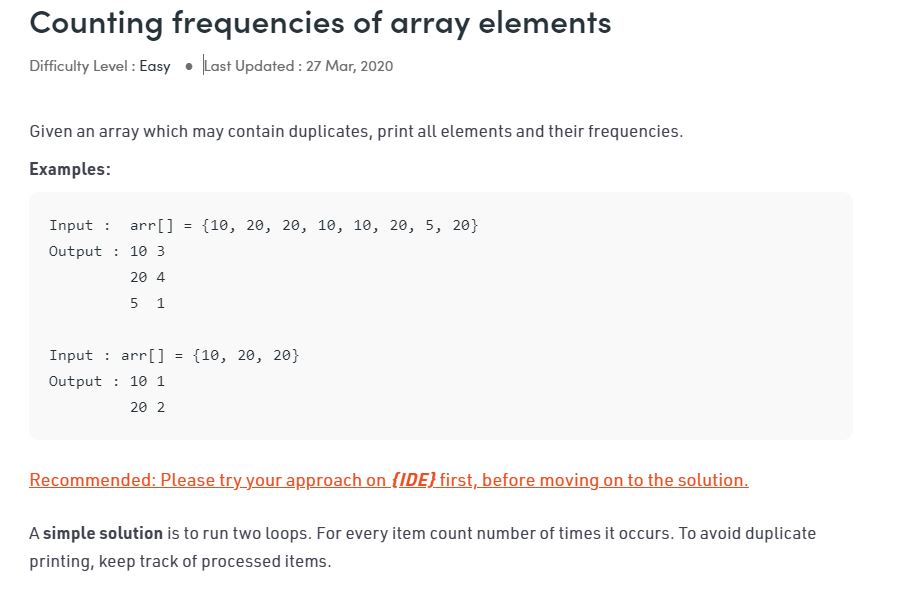 Counting frequencies of array elements
Difficulty Level : Easy ● Last Updated : 27 Mar, 2020
Given an array which may contain duplicates, print all elements and their frequencies.
Examples:
Input :  arr[] = {10, 20, 20, 10, 10, 20, 5, 20}
Output : 10 3
         20 4
         5  1
Input : arr[] = {10, 20, 20}
Output : 10 1
         20 2
Recommended: Please try your approach on {IDE} first, before moving on to the solution.
A simple solution is to run two loops. For every item count number of times it occurs. To avoid duplicate
printing, keep track of processed items.